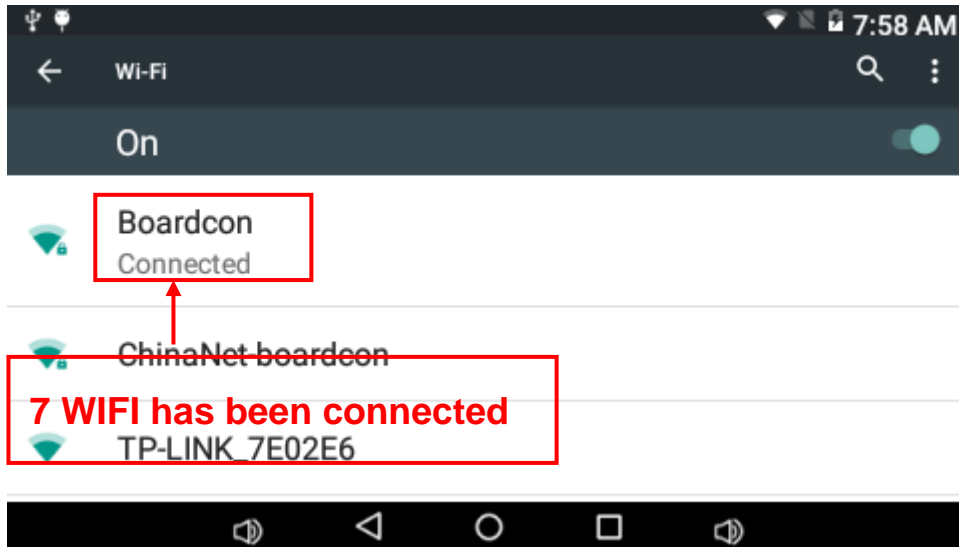 7:58 AM
Wi-Fi
On
Boardcon
Connected
ChinaNet-boardcon
7 WIFI has been connected
TP-LINK_7E02E6